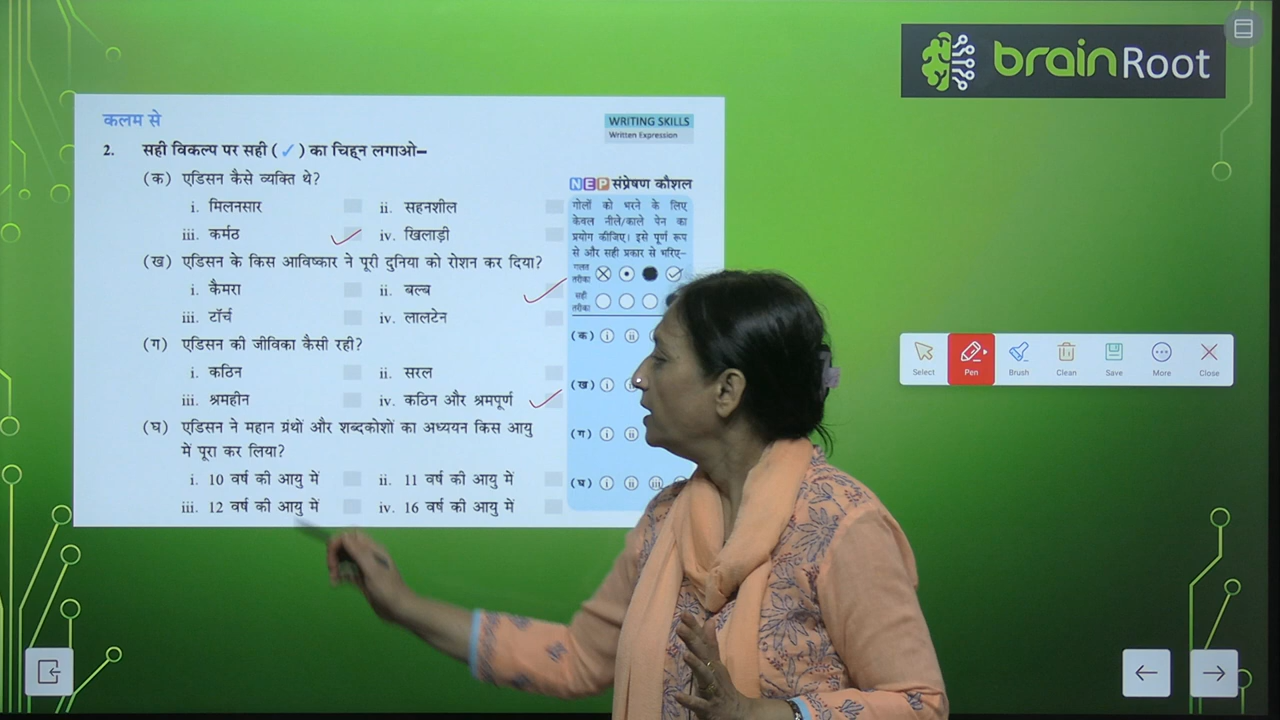 brainRoot
कलम से
WRITING SKILLS
Written Expression
2. सही विकल्प पर सही ( ✓ ) का चिह्न लगाओ–
(क) एडिसन कैसे व्यक्ति थे?
i. मिलनसार ii. सहनशील
iii. कर्मठ iv. खिलाड़ी
(ख) एडिसन के किस आविष्कार ने पूरी दुनिया को रोशन कर दिया?
i. कैमरा ii. बल्ब
iii. टॉर्च iv. लालटेन
(ग) एडिसन की जीविका कैसी रही?
i. कठिन ii. सरल
iii. श्रमहीन iv. कठिन और श्रमपूर्ण
(घ) एडिसन ने महान ग्रंथों और शब्दकोशों का अध्ययन किस आयु
में पूरा कर लिया?
i. 10 वर्ष की आयु में ii. 11 वर्ष की आयु में
iii. 12 वर्ष की आयु में iv. 16 वर्ष की आयु में
NEP संप्रेषण कौशल
गोलों को भरने के लिए
केवल नीले/काले पेन का
प्रयोग कीजिए। इसे पूर्ण रूप
से और सही प्रकार से भरिए–
गलत
तरीका
सही
तरीका
(क) i ii
(ख) i
(ग) i ii
(घ) i ii iii
Select Pen Brush Clean Save More Close